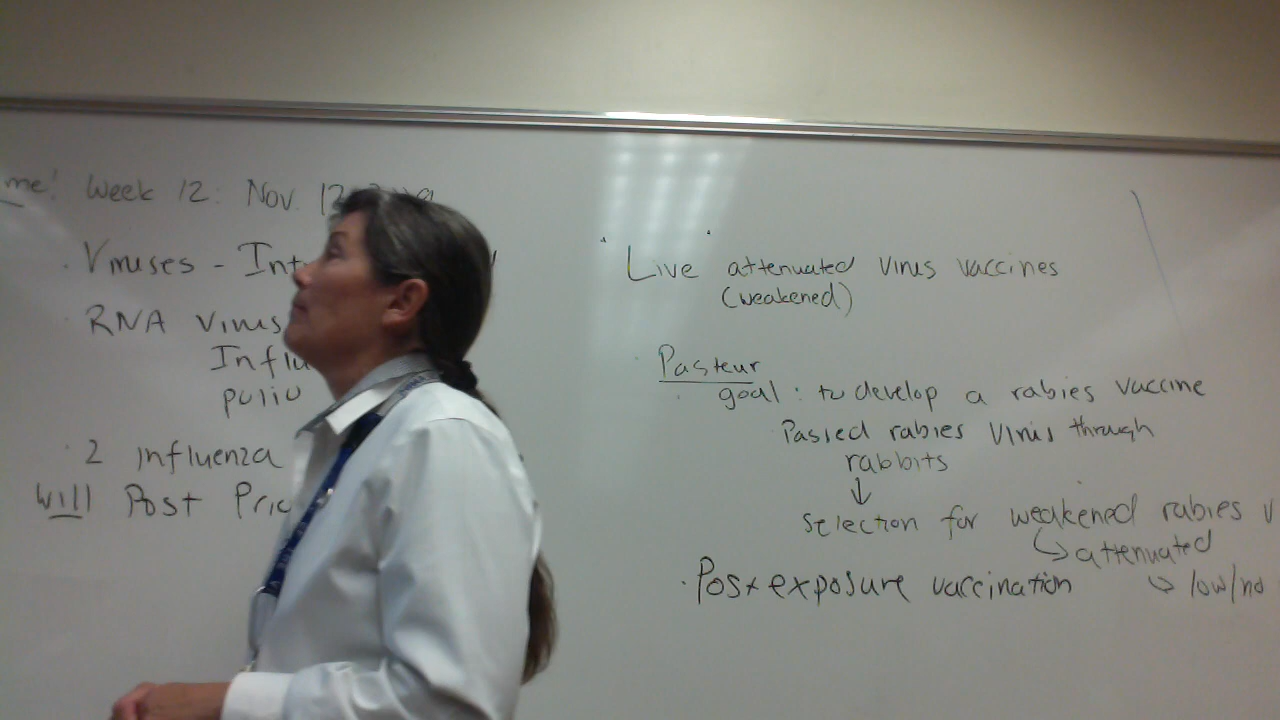 me! Week 12: Nov. 12
Viruses - Int
RNA Virus
Influ
polio
2 influenza
will Post
Live attenuated virus vaccines
(weakened)
Pasteur
goal: to develop a rabies vaccine
Passed rabies virus through
rabbits
↓
selection for weakened rabies v
↳ attenuated
↳ low/no
· Post exposure vaccination